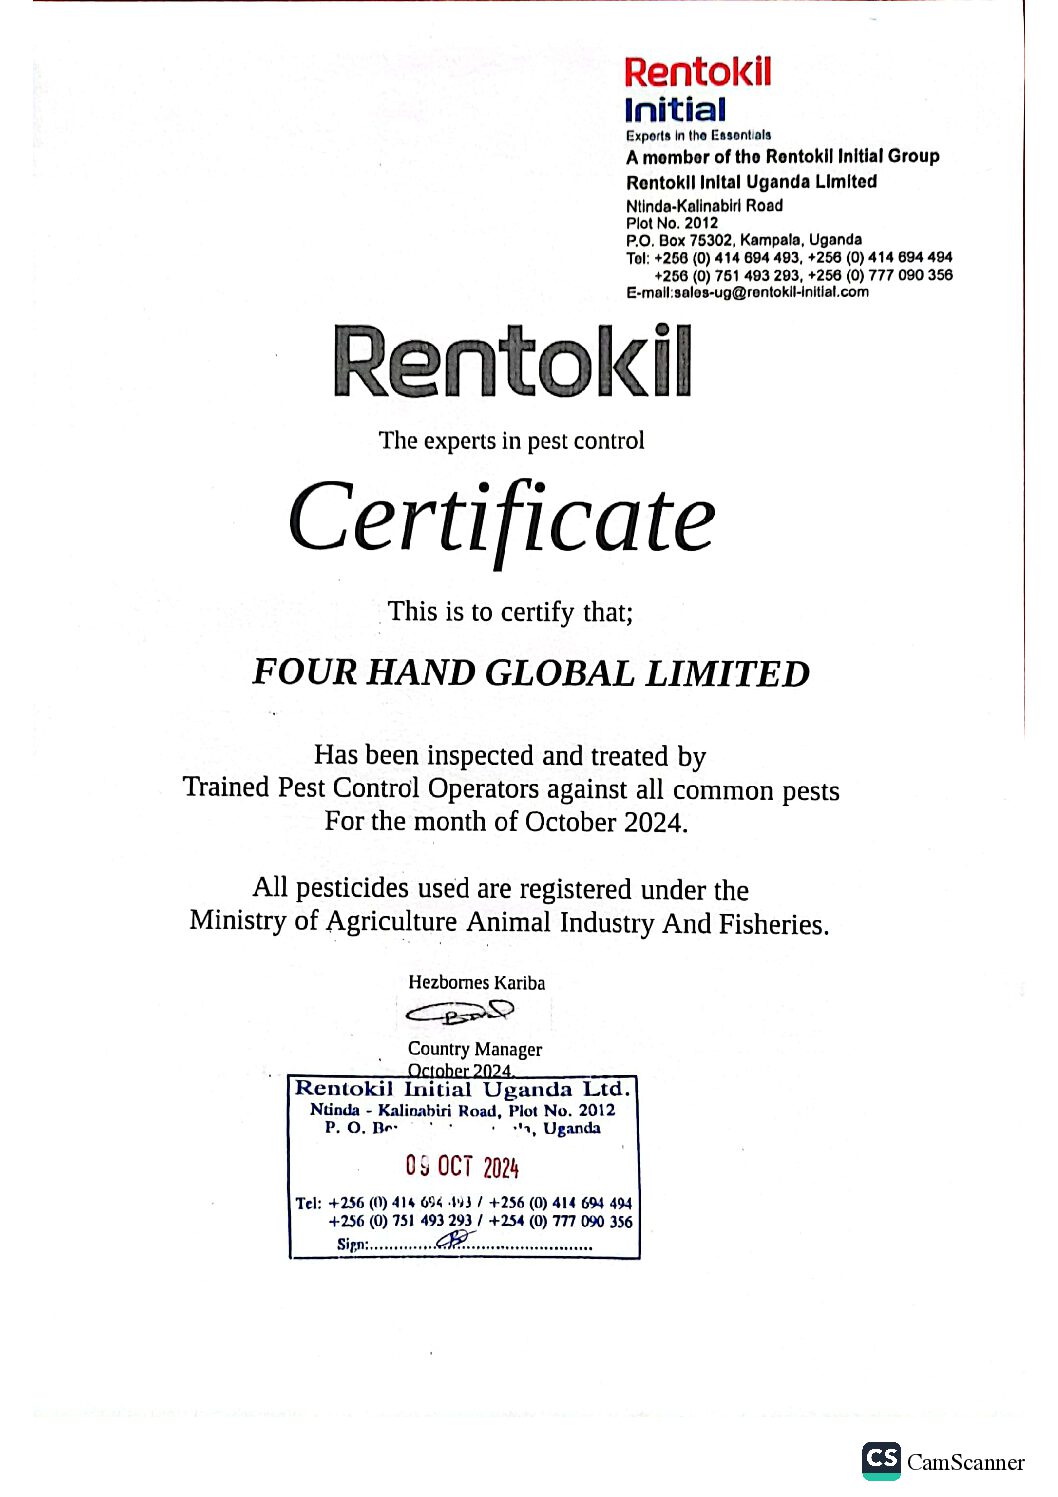 Rentokil
Initial
Experts in the Essentials
A member of the Rentokil Initial Group
Rentokil Inital Uganda Limited
Ntinda-Kalinabiri Road
Plot No. 2012
P.O. Box 75302, Kampala, Uganda
Tel: +256 (0) 414 694 493, +256 (0) 414 694 494
+256 (0) 751 493 293, +256 (0) 777 090 356
E-mail:sales-ug@rentokil-initial.com
Rentokil
The experts in pest control
Certificate
This is to certify that;
FOUR HAND GLOBAL LIMITED
Has been inspected and treated by
Trained Pest Control Operators against all common pests
For the month of October 2024.
All pesticides used are registered under the
Ministry of Agriculture Animal Industry And Fisheries.
Hezbornes Kariba
Country Manager
October 2024.
Rentokil Initial Uganda Ltd.
Ntinda - Kalinabiri Road, Plot No. 2012
P. O. Uganda
09 OCT 2024
Tel: +256 (0) 414 694 493 / +256 (0) 414 694 494
+256 (0) 751 493 293 / +254 (0) 777 090 356
Sign:
CS CamScanner